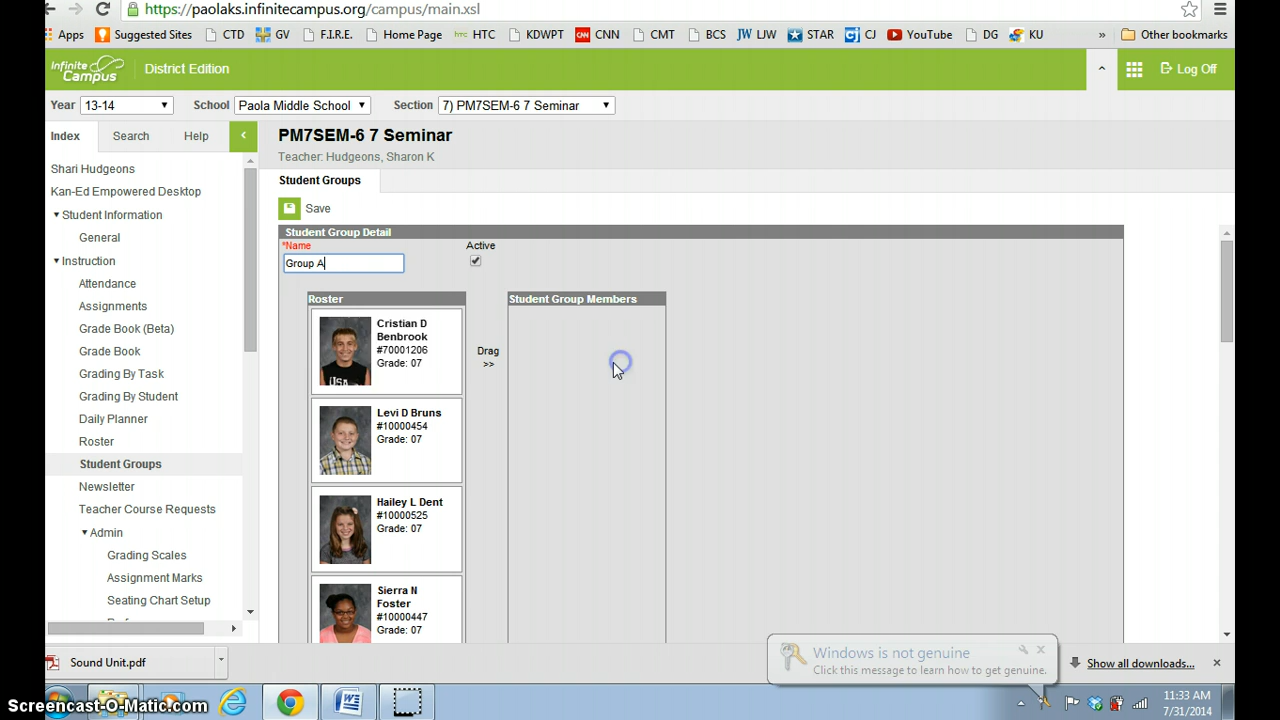 https://paolaks.infinitecampus.org/campus/main.xsl
Apps Suggested Sites CTD GV F.I.R.E. Home Page HTC KDWPT CNN CMT BCS LJW STAR CJ YouTube DG KU » Other bookmarks
Infinite Campus District Edition Log Off
Year 13-14 School Paola Middle School Section 7) PM7SEM-6 7 Seminar
Index Search Help
PM7SEM-6 7 Seminar
Teacher: Hudgeons, Sharon K
Shari Hudgeons
Kan-Ed Empowered Desktop
Student Information
General
Instruction
Attendance
Assignments
Grade Book (Beta)
Grade Book
Grading By Task
Grading By Student
Daily Planner
Roster
Student Groups
Newsletter
Teacher Course Requests
Admin
Grading Scales
Assignment Marks
Seating Chart Setup
Student Groups
Save
Student Group Detail
*Name Active
Group A
Roster Student Group Members
Cristian D
Benbrook
#70001206
Grade: 07
Drag
>>
Levi D Bruns
#10000454
Grade: 07
Hailey L Dent
#10000525
Grade: 07
Sierra N
Foster
#10000447
Grade: 07
Windows is not genuine
Click this message to learn how to get genuine.
Sound Unit.pdf
Show all downloads...
Screencast-O-Matic.com
11:33 AM
7/31/2014